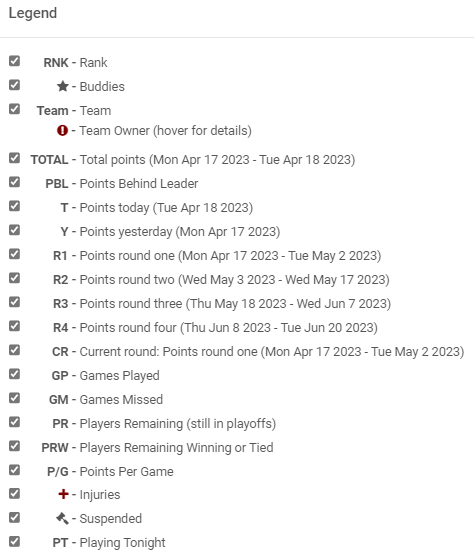 Legend
RNK - Rank
- Buddies
Team - Team
- Team Owner (hover for details)
TOTAL - Total points (Mon Apr 17 2023 - Tue Apr 18 2023)
PBL - Points Behind Leader
T - Points today (Tue Apr 18 2023)
Y - Points yesterday (Mon Apr 17 2023)
R1 - Points round one (Mon Apr 17 2023 - Tue May 2 2023)
R2 - Points round two (Wed May 3 2023 - Wed May 17 2023)
R3 - Points round three (Thu May 18 2023 - Wed Jun 7 2023)
R4 - Points round four (Thu Jun 8 2023 - Tue Jun 20 2023)
CR - Current round: Points round one (Mon Apr 17 2023 - Tue May 2 2023)
GP - Games Played
GM - Games Missed
PR - Players Remaining (still in playoffs)
PRW - Players Remaining Winning or Tied
P/G - Points Per Game
- Injuries
- Suspended
PT - Playing Tonight